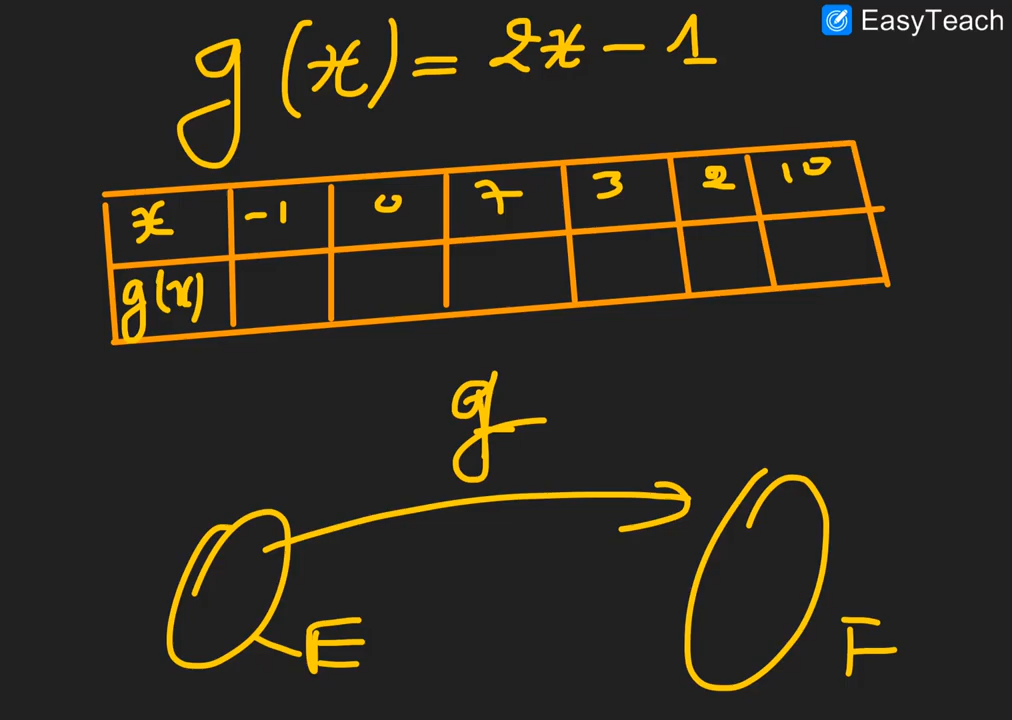 EasyTeach
g(x) = 2x - 1
x -1 0 7 3 2 10
g(x)
g
E F